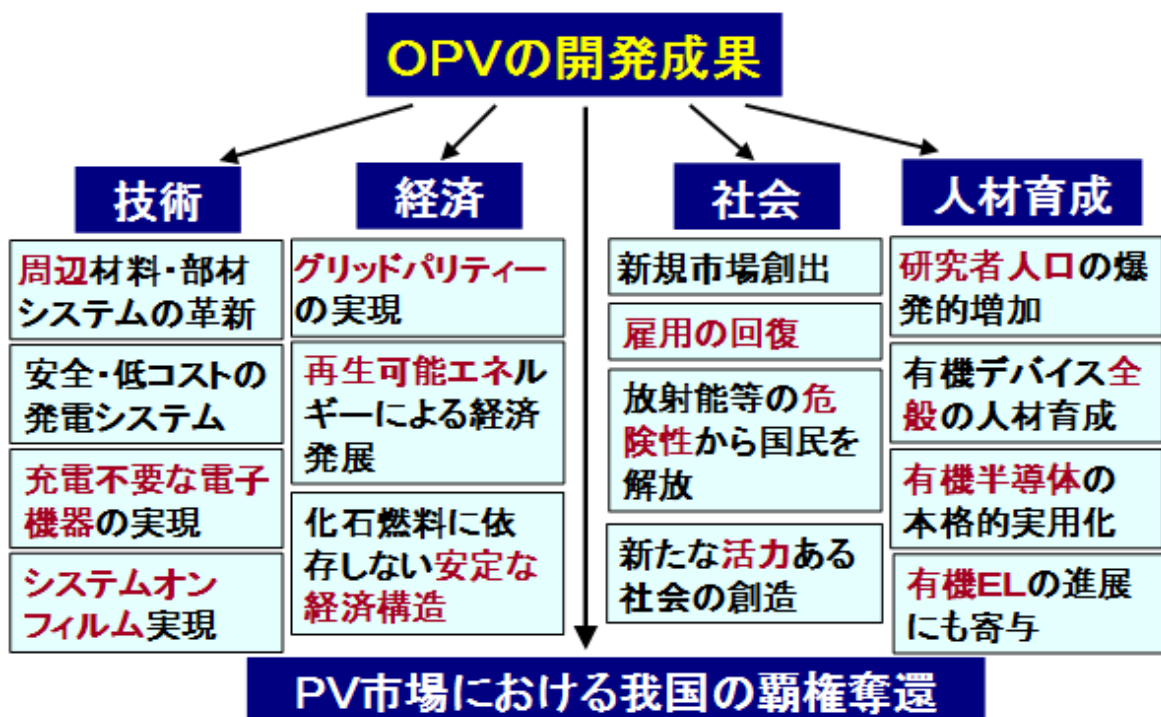 OPVの開発成果
技術
周辺材料・部材
システムの革新
安全・低コストの
発電システム
充電不要な電子
機器の実現
システムオン
フィルム実現
経済
グリッドパリティー
の実現
再生可能エネル
ギーによる経済
発展
化石燃料に依
存しない安定な
経済構造
社会
新規市場創出
雇用の回復
放射能等の危
険性から国民を
解放
新たな活力ある
社会の創造
人材育成
研究者人口の爆
発的増加
有機デバイス全
般の人材育成
有機半導体の
本格的実用化
有機ELの進展
にも寄与
PV市場における我国の覇権奪還